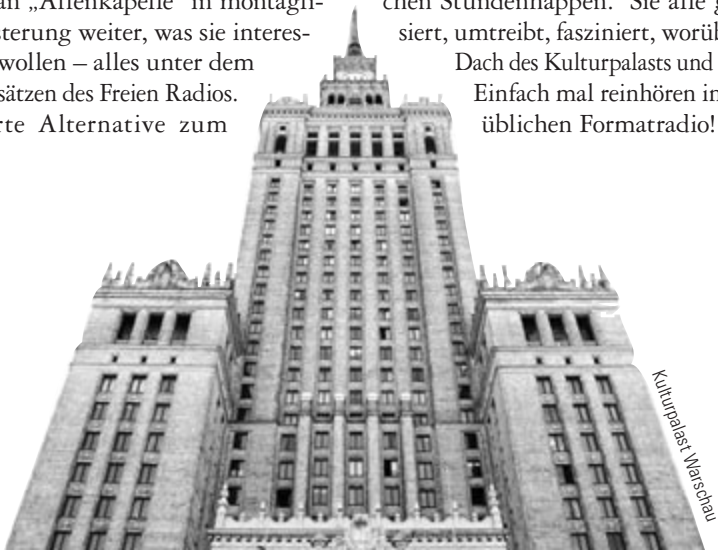 an „Affenkapelle“ in montägli- chen Stundenhappen. Sie alle g
sterung weiter, was sie interes- siert, umtreibt, fasziniert, worüb
wollen – alles unter dem Dach des Kulturpalasts und
sätzen des Freien Radios. Einfach mal reinhören in
rte Alternative zum üblichen Formatradio!
Kulturpalast Warschau